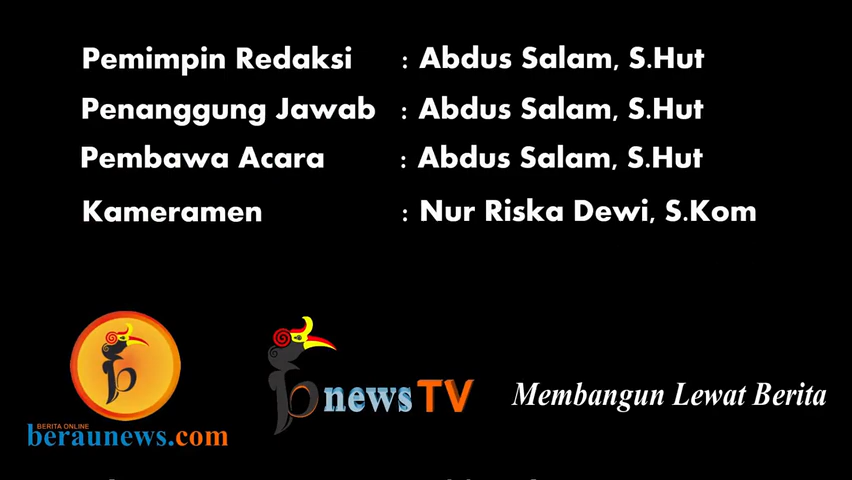 Pemimpin Redaksi : Abdus Salam, S.Hut
Penanggung Jawab : Abdus Salam, S.Hut
Pembawa Acara : Abdus Salam, S.Hut
Kameramen : Nur Riska Dewi, S.Kom
bnewsTV
Membangun Lewat Berita
BERITA ONLINE
beraunews.com